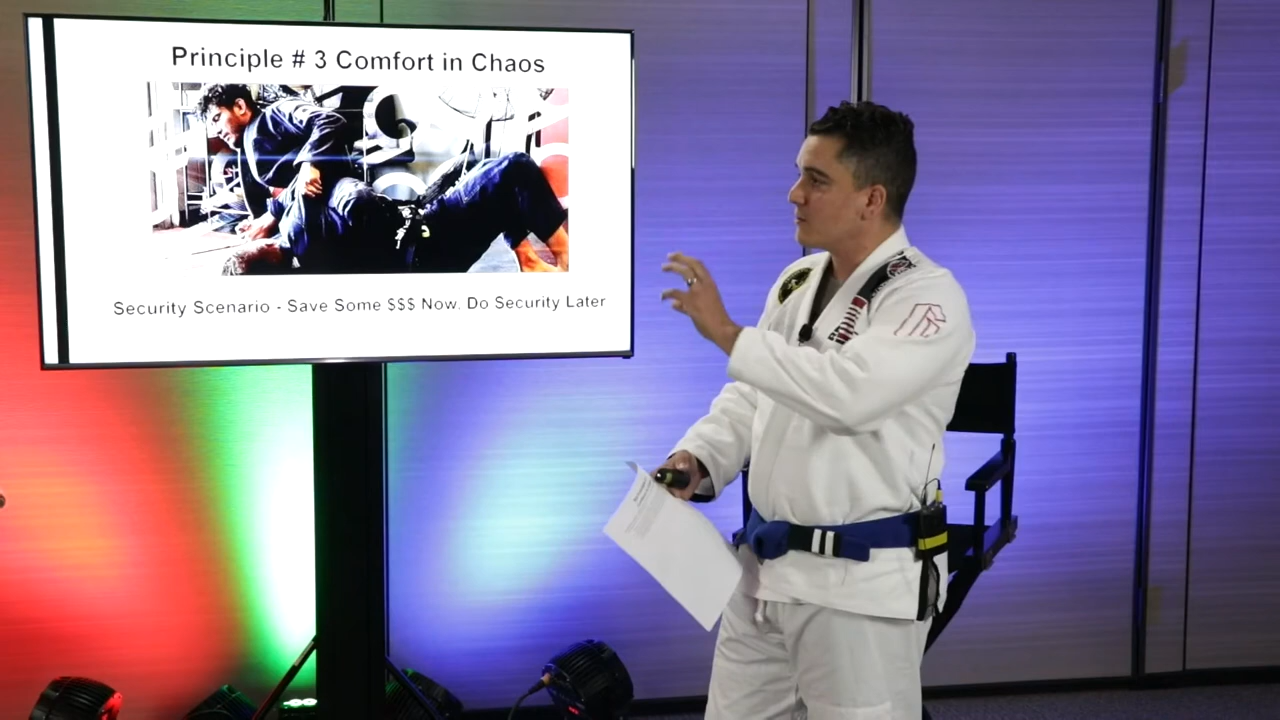 Principle # 3 Comfort in Chaos
Security Scenario - Save Some $$$ Now. Do Security Later